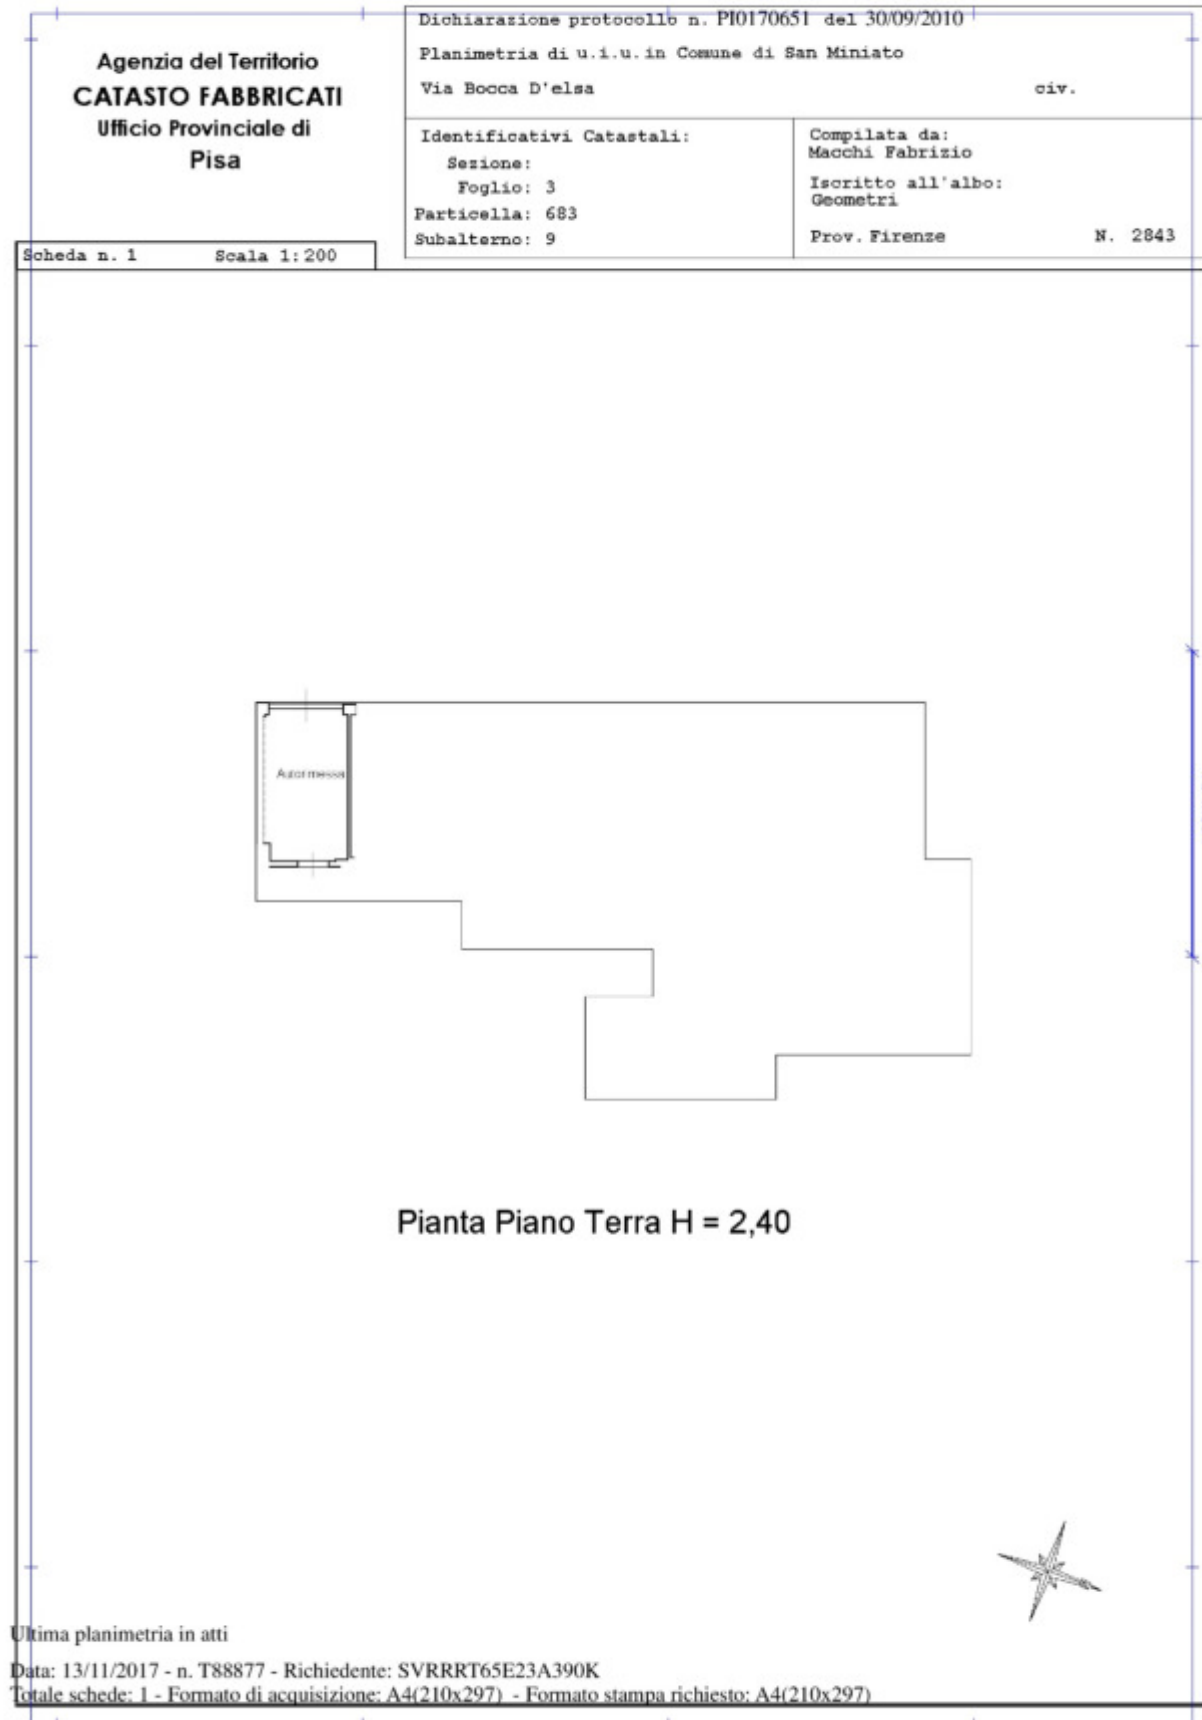 Agenzia del Territorio
CATASTO FABBRICATI
Ufficio Provinciale di
Pisa
Dichiarazione protocollo n. PI0170651 del 30/09/2010
Planimetria di u.i.u. in Comune di San Miniato
Via Bocca D'elsa civ.
Identificativi Catastali:
Sezione:
Foglio: 3
Particella: 683
Subalterno: 9
Compilata da:
Macchi Fabrizio
Iscritto all'albo:
Geometri
Prov. Firenze N. 2843
Scheda n. 1 Scala 1:200
Autorimessa
Pianta Piano Terra H = 2,40
Ultima planimetria in atti
Data: 13/11/2017 - n. T88877 - Richiedente: SVRRRT65E23A390K
Totale schede: 1 - Formato di acquisizione: A4(210x297) - Formato stampa richiesto: A4(210x297)